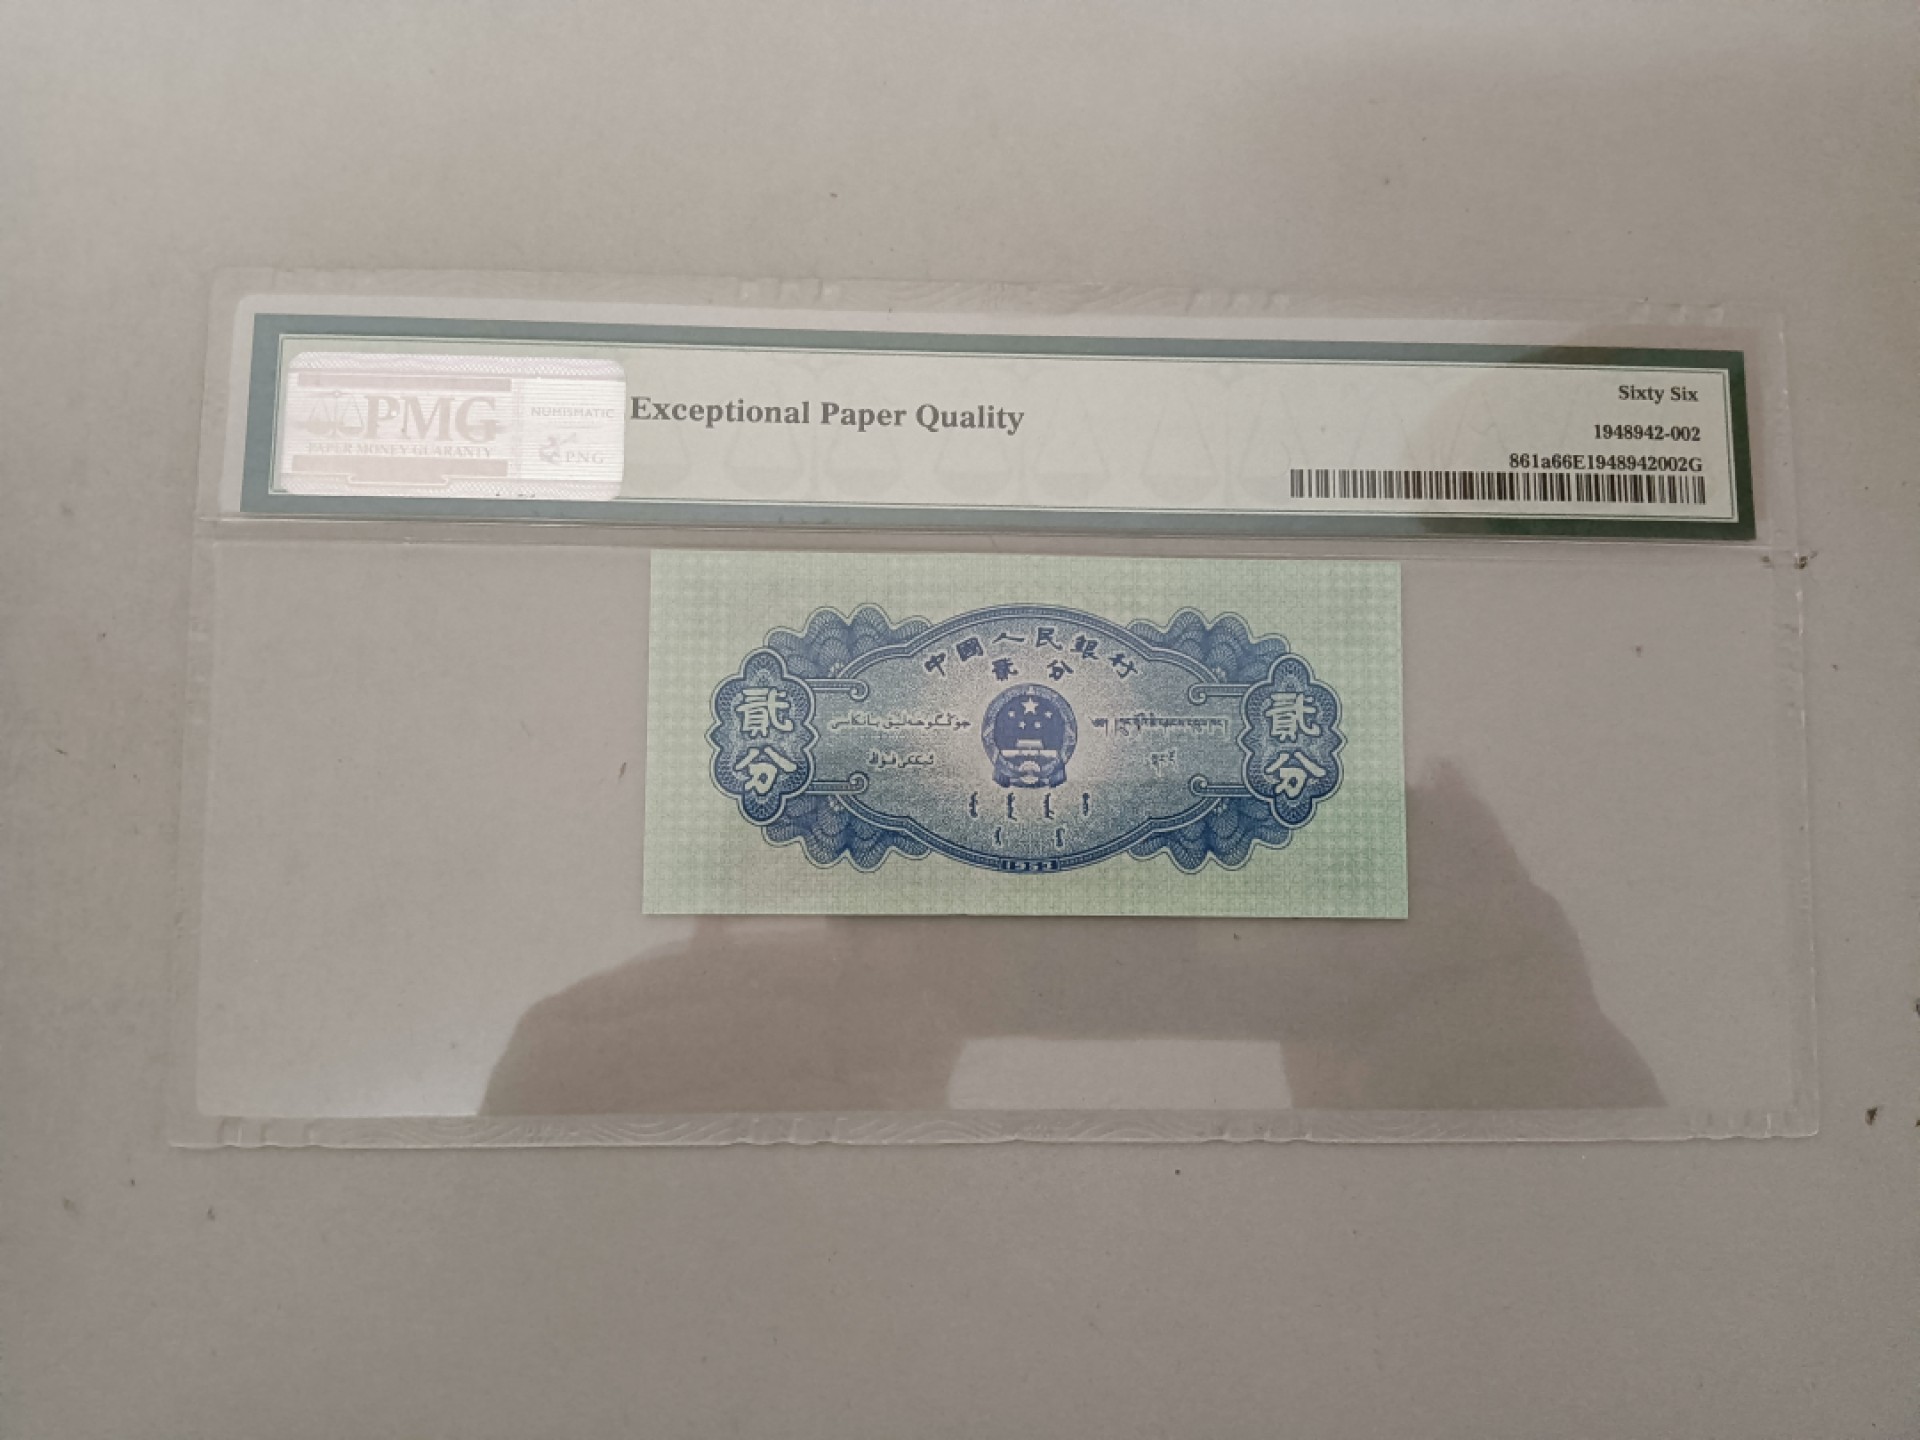 PMG
PAPER MONEY GUARANTY
NUMISMATIC
PNG
Exceptional Paper Quality
Sixty Six
1948942-002
861a66E1948942002G
中國人民銀行
貳分
貳分
貳分
1953